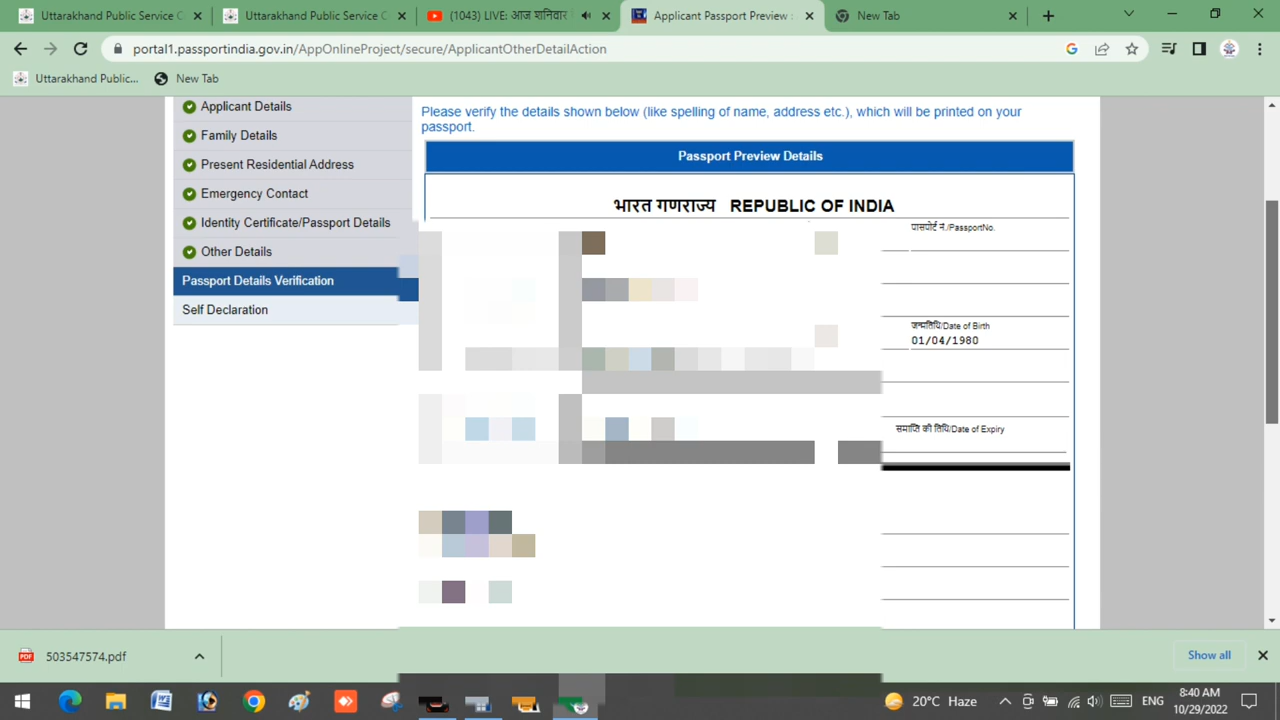 Uttarakhand Public Service C
Uttarakhand Public Service C
(1043) LIVE: आज शनिवार
Applicant Passport Preview
New Tab
portal1.passportindia.gov.in/AppOnlineProject/secure/ApplicantOtherDetailAction
Uttarakhand Public...
New Tab
Applicant Details
Family Details
Present Residential Address
Emergency Contact
Identity Certificate/Passport Details
Other Details
Passport Details Verification
Self Declaration
Please verify the details shown below (like spelling of name, address etc.), which will be printed on your
passport.
Passport Preview Details
भारत गणराज्य REPUBLIC OF INDIA
पासपोर्ट नं./PassportNo.
जन्मतिथि/Date of Birth
01/04/1980
समाप्ति की तिथि/Date of Expiry
503547574.pdf
Show all
20°C Haze
ENG
8:40 AM
10/29/2022